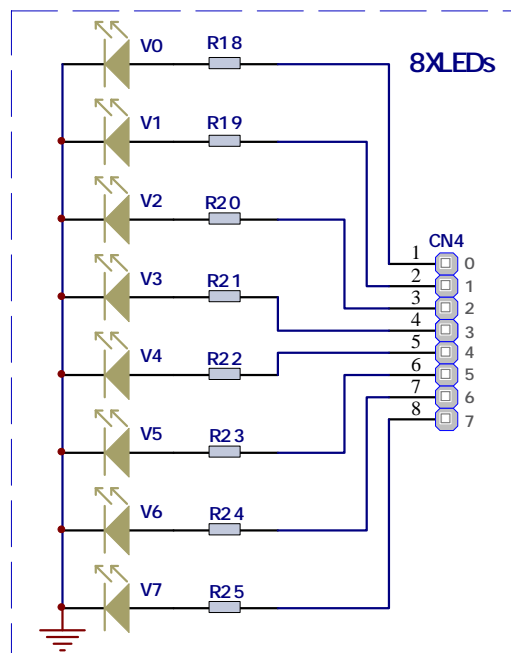 V0 R18 8XLEDs
V1 R19
V2 R20
CN4
1 0
2 1
V3 R21 3 2
4 3
V4 R22 5 4
6 5
7 6
V5 R23 8 7
V6 R24
V7 R25